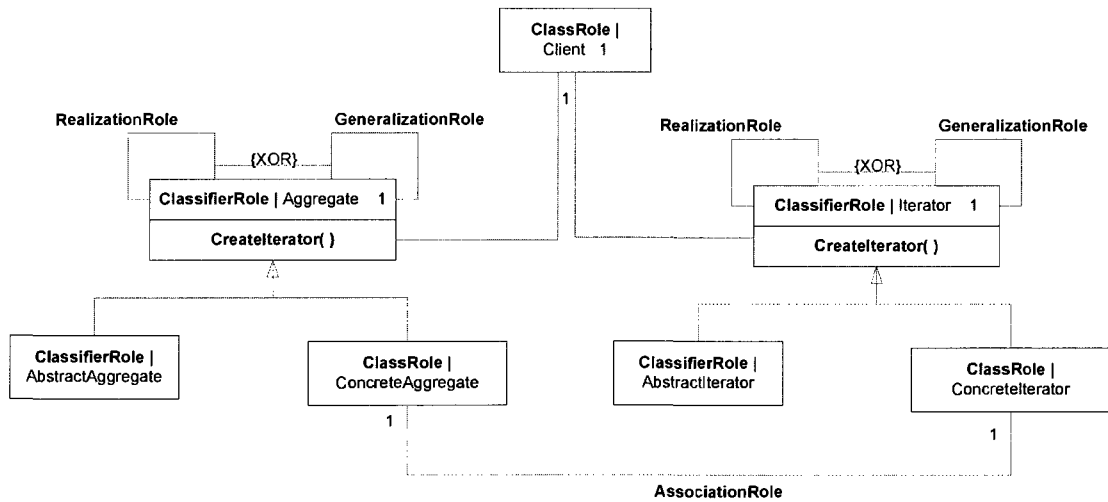 ClassRole |
Client 1
1
RealizationRole
GeneralizationRole
{XOR}
ClassifierRole | Aggregate 1
CreateIterator( )
RealizationRole
GeneralizationRole
{XOR}
ClassifierRole | Iterator 1
CreateIterator( )
ClassifierRole |
AbstractAggregate
ClassRole |
ConcreteAggregate
ClassifierRole |
AbstractIterator
ClassRole |
ConcreteIterator
1
1
AssociationRole